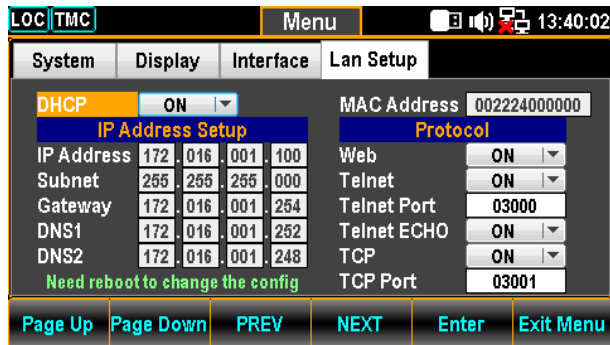 LOC TMC Menu 13:40:02
System Display Interface Lan Setup
DHCP ON MAC Address 002224000000
IP Address Setup Protocol
IP Address 172 . 016 . 001 . 100 Web ON
Subnet 255 . 255 . 255 . 000 Telnet ON
Gateway 172 . 016 . 001 . 254 Telnet Port 03000
DNS1 172 . 016 . 001 . 252 Telnet ECHO ON
DNS2 172 . 016 . 001 . 248 TCP ON
Need reboot to change the config TCP Port 03001
Page Up Page Down PREV NEXT Enter Exit Menu